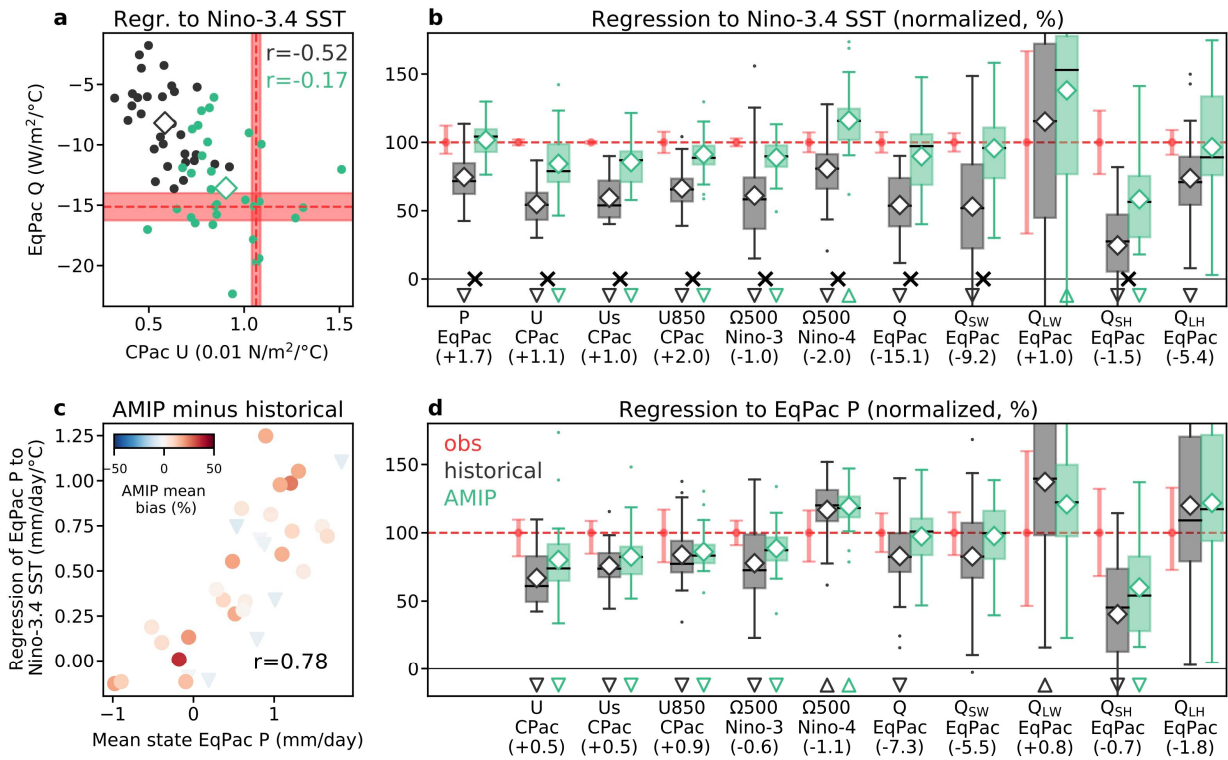 a
Regr. to Nino-3.4 SST
r=-0.52
r=-0.17
EqPac Q (W/m²/°C)
−5
−10
−15
−20
0.5
1.0
1.5
CPac U (0.01 N/m²/°C)
b
Regression to Nino-3.4 SST (normalized, %)
150
100
50
0
P
EqPac
(+1.7)
U
CPac
(+1.1)
Us
CPac
(+1.0)
U850
CPac
(+2.0)
Ω500
Nino-3
(-1.0)
Ω500
Nino-4
(-2.0)
Q
EqPac
(-15.1)
Q_SW
EqPac
(-9.2)
Q_LW
EqPac
(+1.0)
Q_SH
EqPac
(-1.5)
Q_LH
EqPac
(-5.4)
c
AMIP minus historical
−50
0
50
AMIP mean
bias (%)
Regression of EqPac P to
Nino-3.4 SST (mm/day/°C)
1.25
1.00
0.75
0.50
0.25
0.00
r=0.78
−1
0
1
Mean state EqPac P (mm/day)
d
Regression to EqPac P (normalized, %)
obs
historical
AMIP
150
100
50
0
U
CPac
(+0.5)
Us
CPac
(+0.5)
U850
CPac
(+0.9)
Ω500
Nino-3
(-0.6)
Ω500
Nino-4
(-1.1)
Q
EqPac
(-7.3)
Q_SW
EqPac
(-5.5)
Q_LW
EqPac
(+0.8)
Q_SH
EqPac
(-0.7)
Q_LH
EqPac
(-1.8)